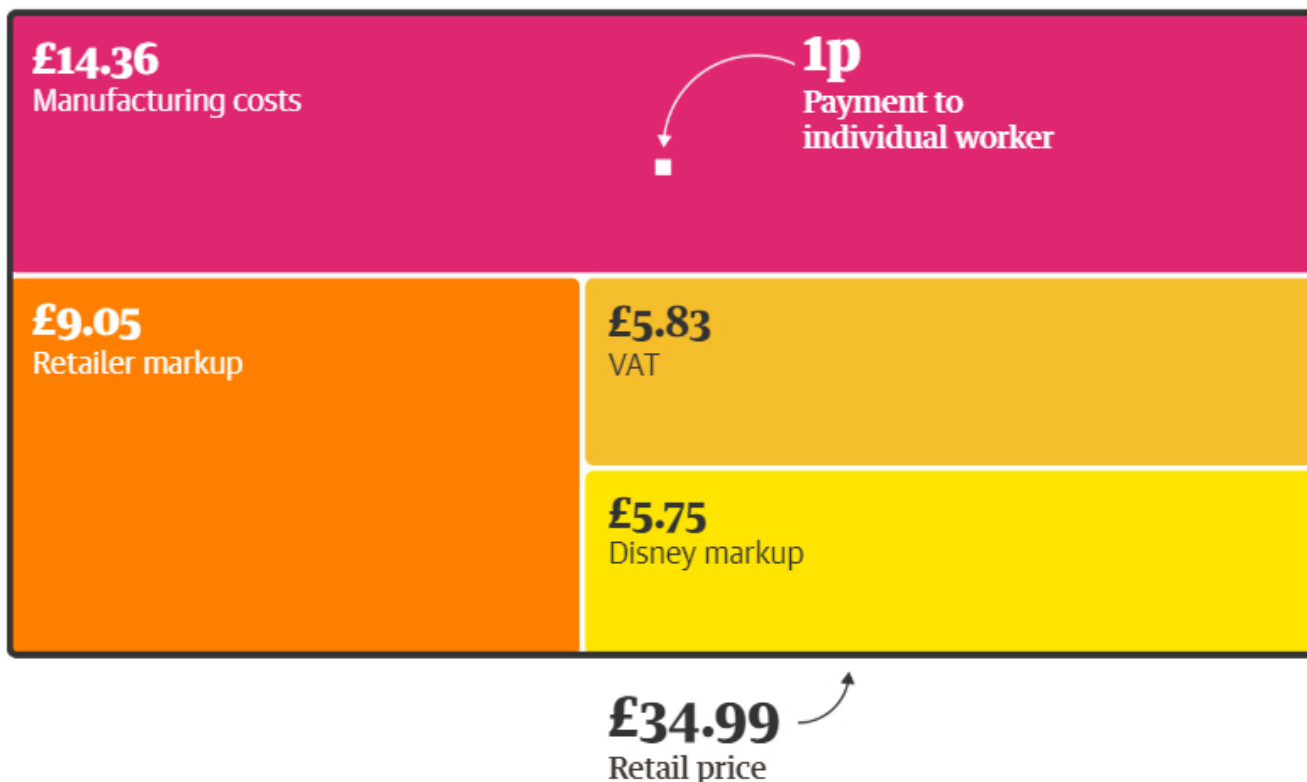 £14.36
Manufacturing costs
1p
Payment to
individual worker
£9.05
Retailer markup
£5.83
VAT
£5.75
Disney markup
£34.99
Retail price